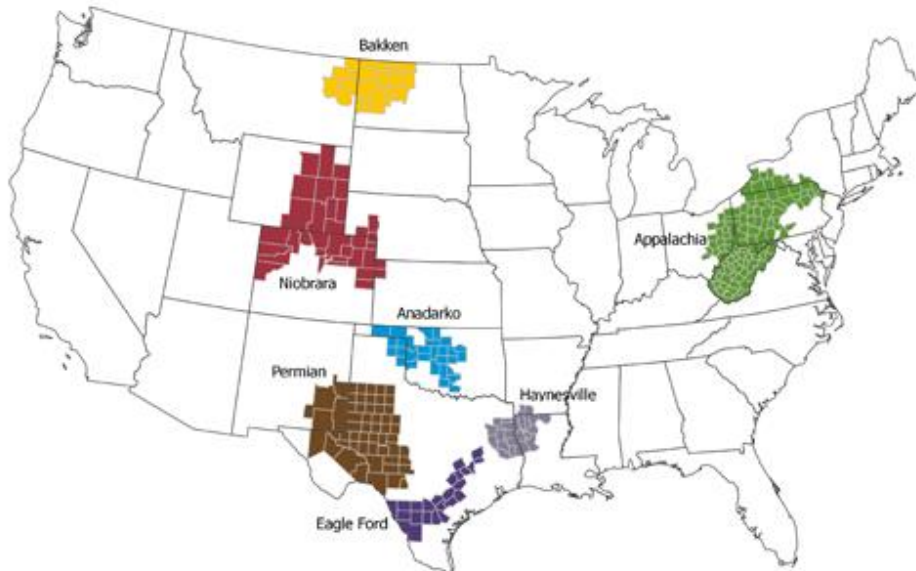 Bakken
Appalachia
Niobrara
Anadarko
Permian
Haynesville
Eagle Ford